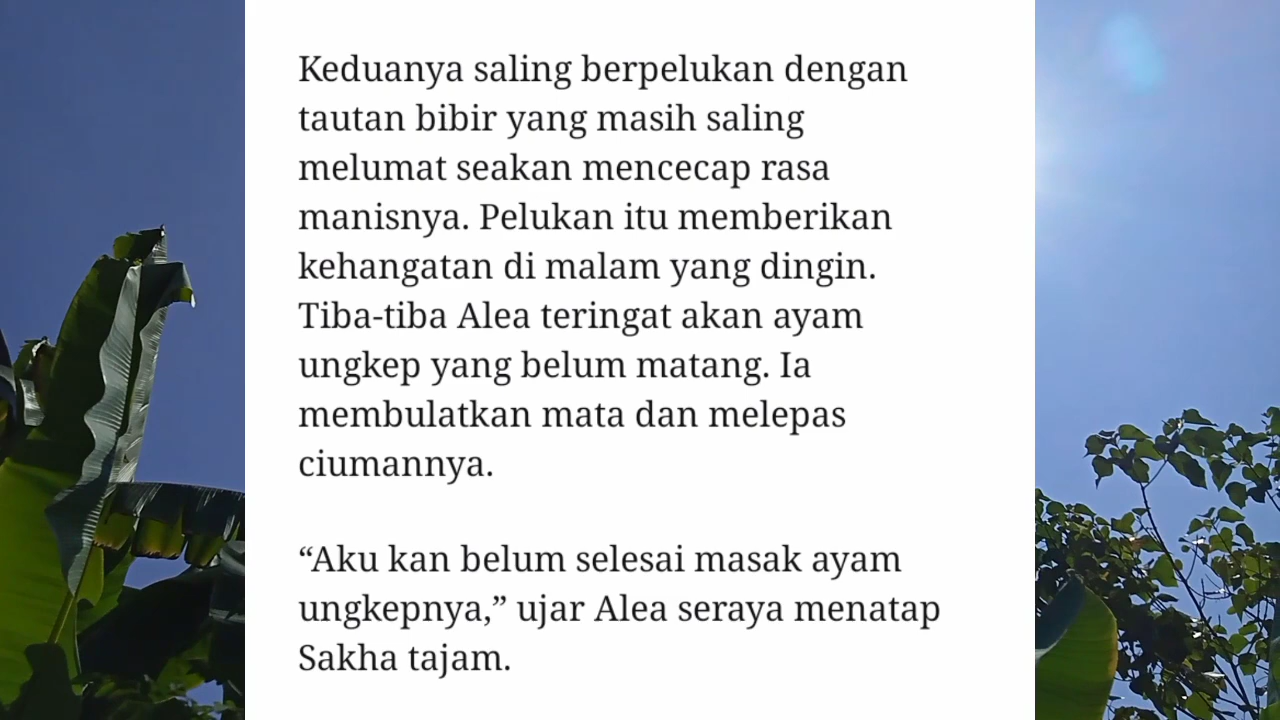 Keduanya saling berpelukan dengan
tautan bibir yang masih saling
melumat seakan mencecap rasa
manisnya. Pelukan itu memberikan
kehangatan di malam yang dingin.
Tiba-tiba Alea teringat akan ayam
ungkep yang belum matang. Ia
membulatkan mata dan melepas
ciumannya.
“Aku kan belum selesai masak ayam
ungkepnya,” ujar Alea seraya menatap
Sakha tajam.